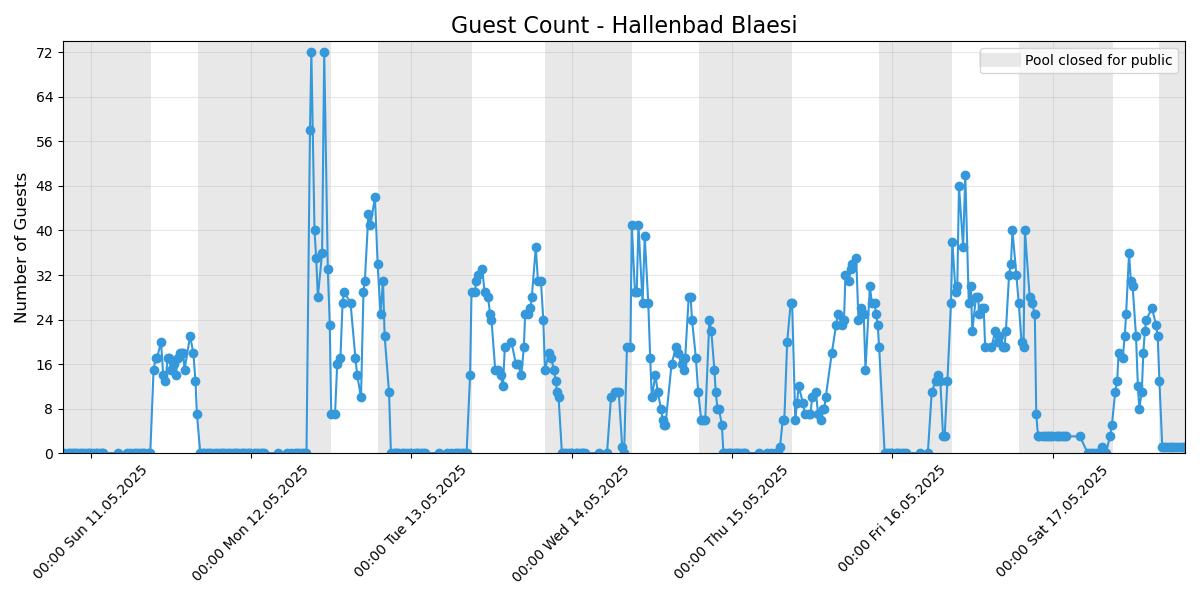 Guest Count - Hallenbad Blaesi
Pool closed for public
Number of Guests
72
64
56
48
40
32
24
16
8
0
00:00 Sun 11.05.2025
00:00 Mon 12.05.2025
00:00 Tue 13.05.2025
00:00 Wed 14.05.2025
00:00 Thu 15.05.2025
00:00 Fri 16.05.2025
00:00 Sat 17.05.2025